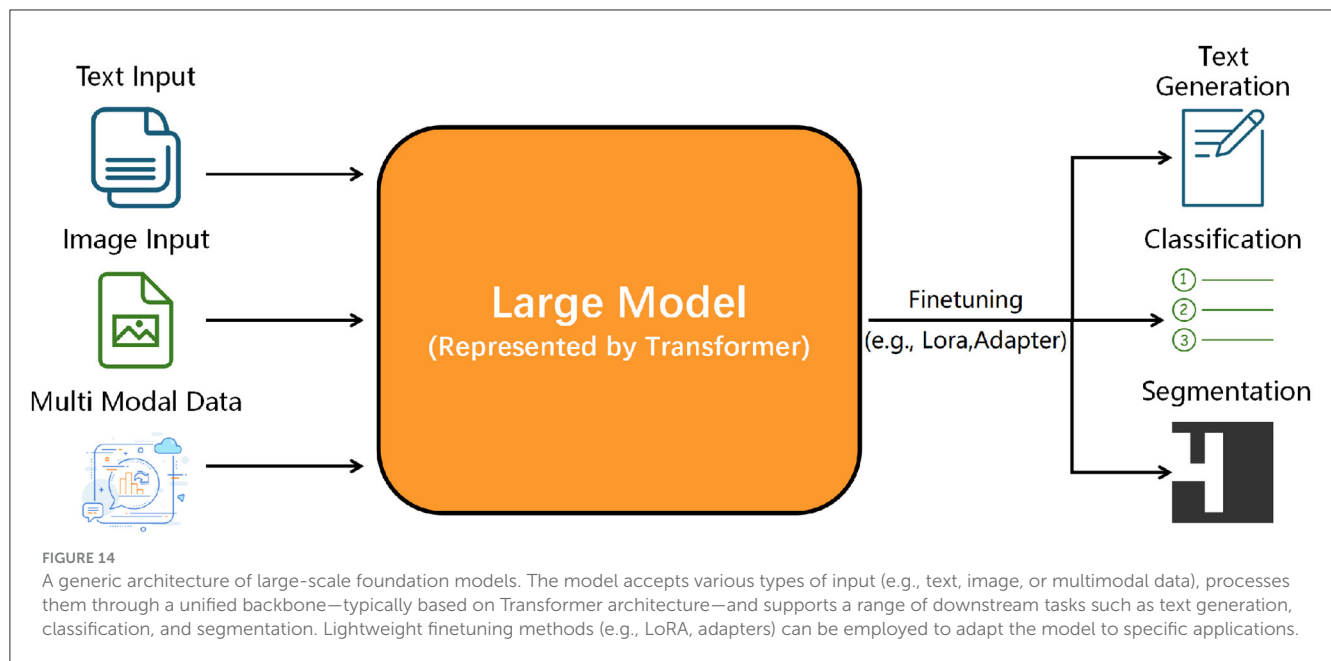 Text Input
Image Input
Multi Modal Data
Large Model
(Represented by Transformer)
Finetuning
(e.g., Lora,Adapter)
Text
Generation
Classification
1
2
3
Segmentation
FIGURE 14
A generic architecture of large-scale foundation models. The model accepts various types of input (e.g., text, image, or multimodal data), processes
them through a unified backbone—typically based on Transformer architecture—and supports a range of downstream tasks such as text generation,
classification, and segmentation. Lightweight finetuning methods (e.g., LoRA, adapters) can be employed to adapt the model to specific applications.